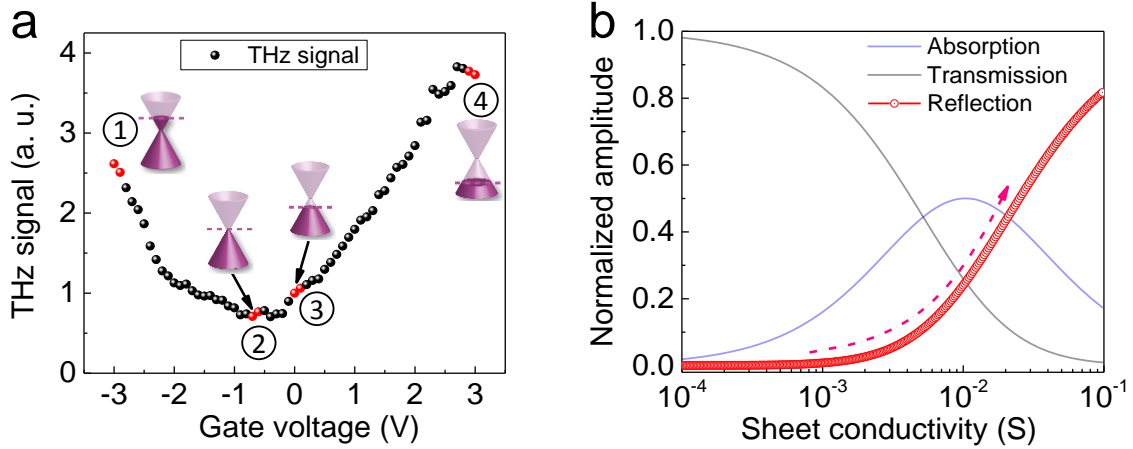 a
THz signal
THz signal (a. u.)
4
3
2
1
0
1
2
3
4
-3
-2
-1
0
1
2
3
Gate voltage (V)
b
Absorption
Transmission
Reflection
Normalized amplitude
1.0
0.8
0.6
0.4
0.2
0.0
10⁻⁴
10⁻³
10⁻²
10⁻¹
Sheet conductivity (S)